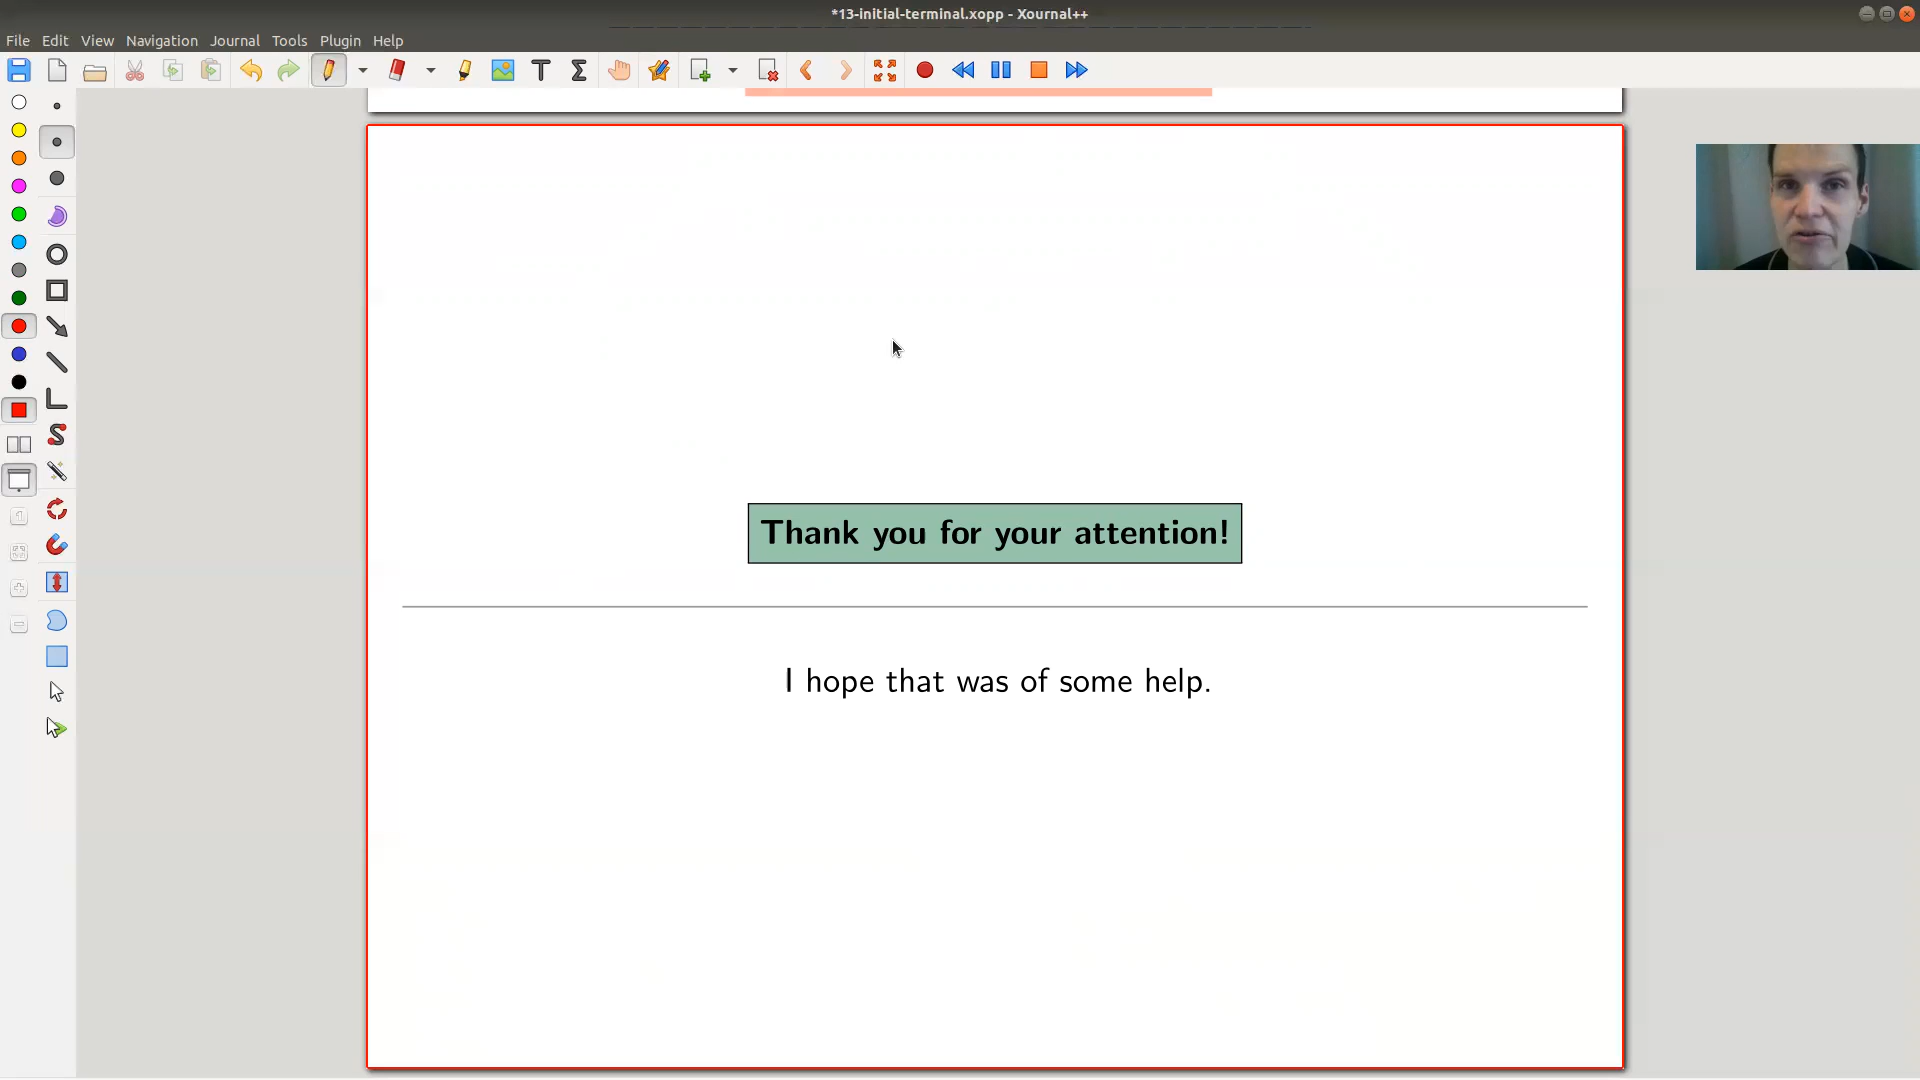 *13-initial-terminal.xopp - Xournal++
File Edit View Navigation Journal Tools Plugin Help
Thank you for your attention!
I hope that was of some help.